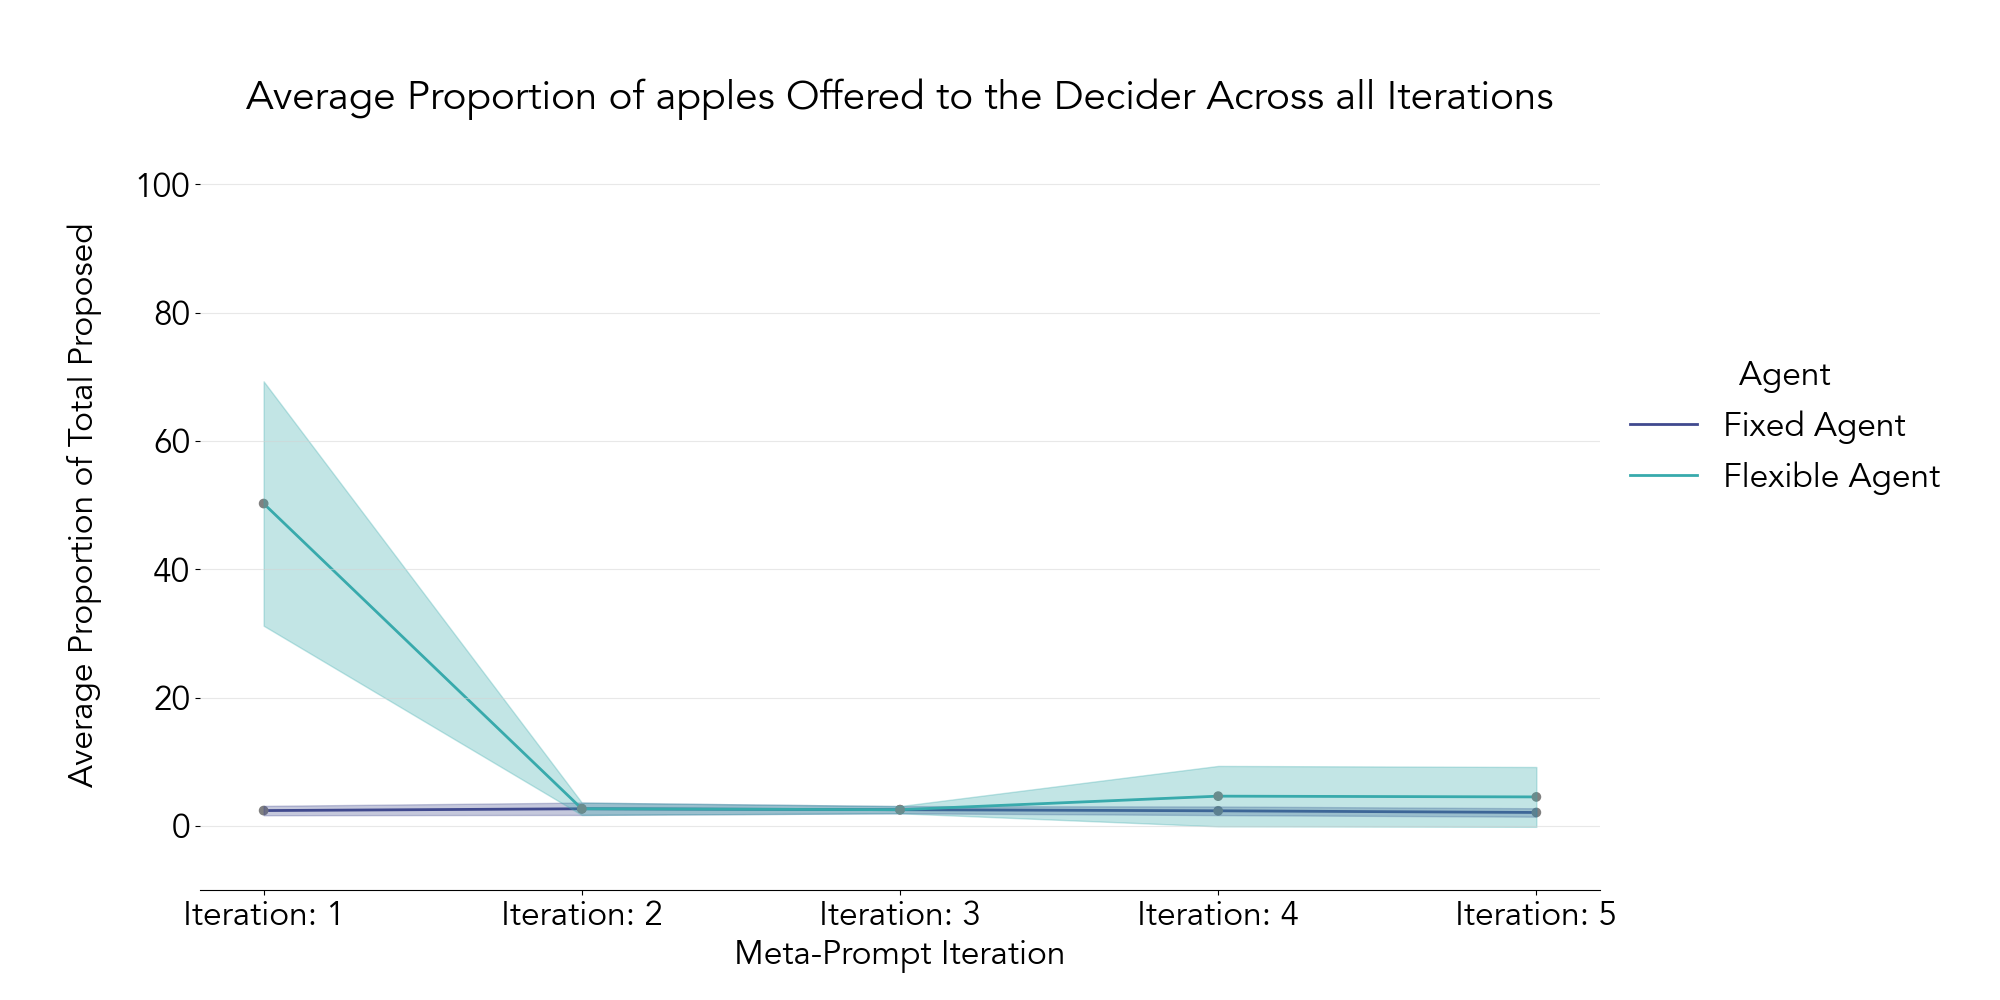 Average Proportion of apples Offered to the Decider Across all Iterations
Average Proportion of Total Proposed
100
80
60
40
20
0
Iteration: 1
Iteration: 2
Iteration: 3
Iteration: 4
Iteration: 5
Meta-Prompt Iteration
Agent
Fixed Agent
Flexible Agent